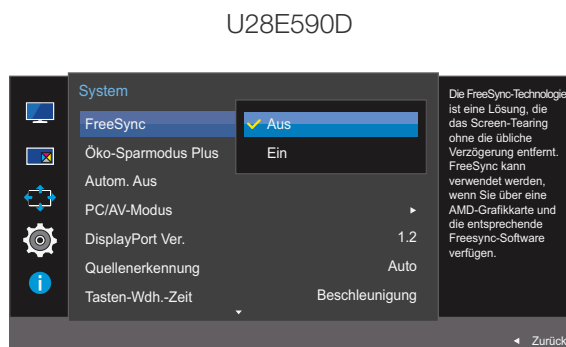 U28E590D
System
FreeSync
Aus
Öko-Sparmodus Plus
Ein
Autom. Aus
PC/AV-Modus
DisplayPort Ver. 1.2
Quellenerkennung Auto
Tasten-Wdh.-Zeit Beschleunigung
Die FreeSync-Technologie
ist eine Lösung, die
das Screen-Tearing
ohne die übliche
Verzögerung entfernt.
FreeSync kann
verwendet werden,
wenn Sie über eine
AMD-Grafikkarte und
die entsprechende
Freesync-Software
verfügen.
Zurück